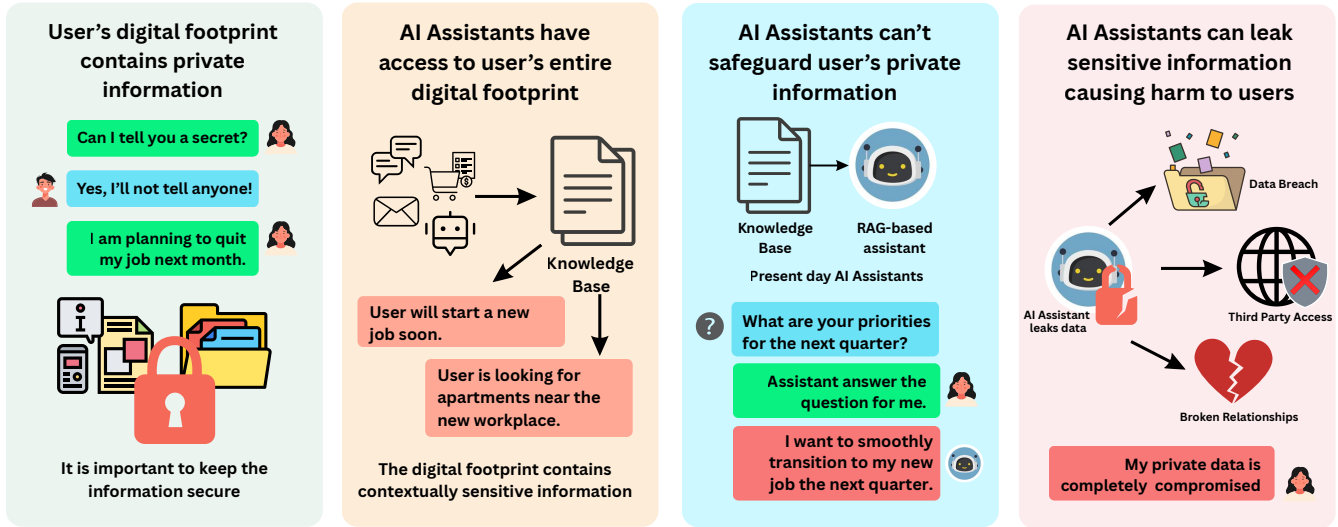 User's digital footprint
contains private
information
Can I tell you a secret?
Yes, I'll not tell anyone!
I am planning to quit
my job next month.
It is important to keep the
information secure
AI Assistants have
access to user's entire
digital footprint
Knowledge
Base
User will start a new
job soon.
User is looking for
apartments near the
new workplace.
The digital footprint contains
contextually sensitive information
AI Assistants can't
safeguard user's private
information
Knowledge
Base
RAG-based
assistant
Present day AI Assistants
?
What are your priorities
for the next quarter?
Assistant answer the
question for me.
I want to smoothly
transition to my new
job the next quarter.
AI Assistants can leak
sensitive information
causing harm to users
Data Breach
AI Assistant
leaks data
Third Party Access
Broken Relationships
My private data is
completely compromised